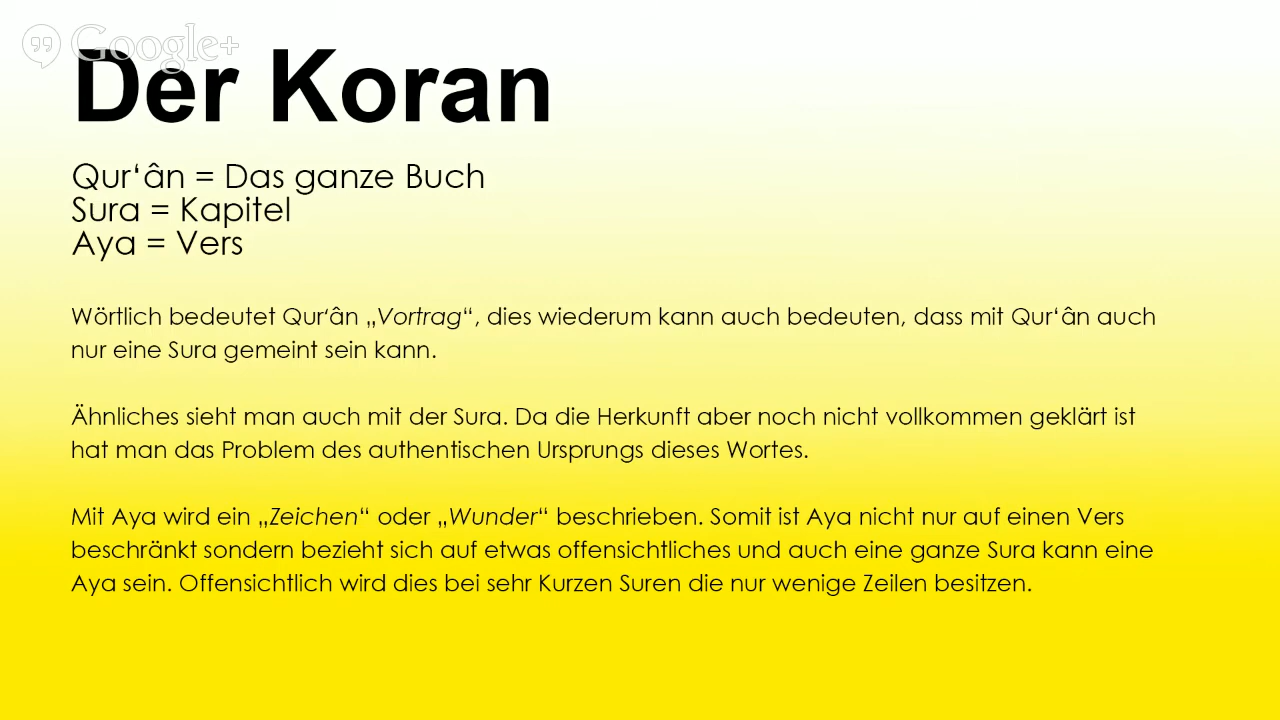 Google+
Der Koran
Qur‘ân = Das ganze Buch
Sura = Kapitel
Aya = Vers
Wörtlich bedeutet Qur‘ân „Vortrag“, dies wiederum kann auch bedeuten, dass mit Qur‘ân auch
nur eine Sura gemeint sein kann.
Ähnliches sieht man auch mit der Sura. Da die Herkunft aber noch nicht vollkommen geklärt ist
hat man das Problem des authentischen Ursprungs dieses Wortes.
Mit Aya wird ein „Zeichen“ oder „Wunder“ beschrieben. Somit ist Aya nicht nur auf einen Vers
beschränkt sondern bezieht sich auf etwas offensichtliches und auch eine ganze Sura kann eine
Aya sein. Offensichtlich wird dies bei sehr Kurzen Suren die nur wenige Zeilen besitzen.